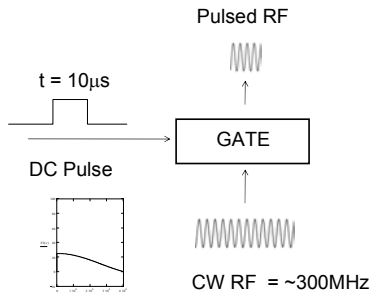 Pulsed RF
t = 10μs
GATE
DC Pulse
CW RF = ~300MHz